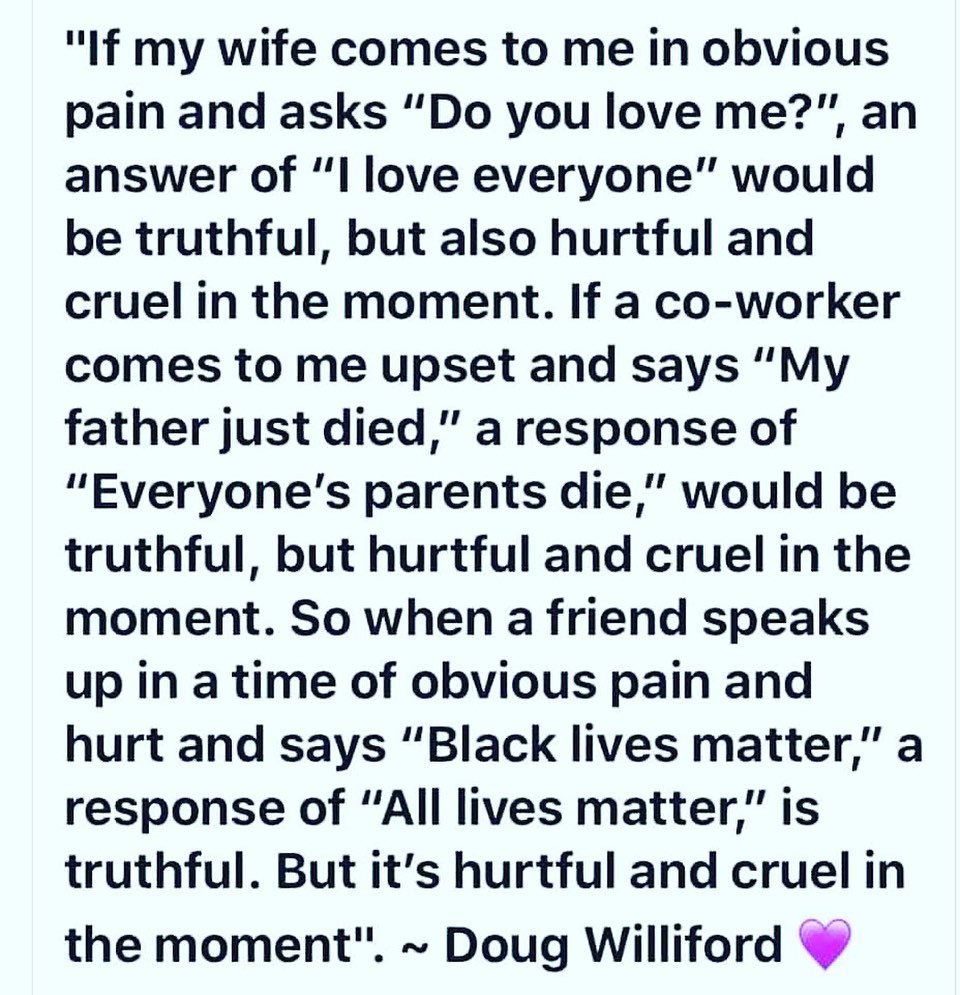 "If my wife comes to me in obvious
pain and asks “Do you love me?”, an
answer of “I love everyone” would
be truthful, but also hurtful and
cruel in the moment. If a co-worker
comes to me upset and says “My
father just died,” a response of
“Everyone’s parents die,” would be
truthful, but hurtful and cruel in the
moment. So when a friend speaks
up in a time of obvious pain and
hurt and says “Black lives matter,” a
response of “All lives matter,” is
truthful. But it’s hurtful and cruel in
the moment". ~ Doug Williford 💜